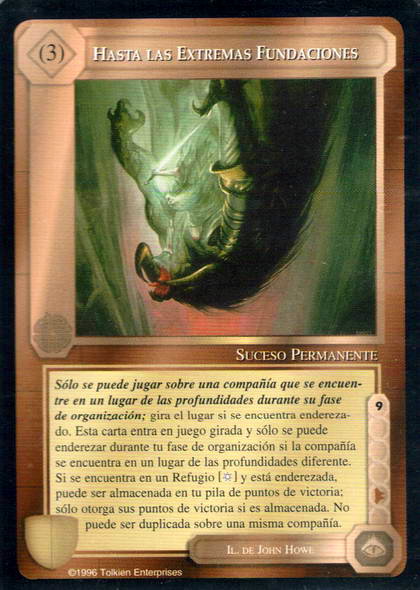 (3)
HASTA LAS EXTREMAS FUNDACIONES
SUCESO PERMANENTE
Sólo se puede jugar sobre una compañía que se encuen-
tre en un lugar de las profundidades durante su fase
de organización; gira el lugar si se encuentra endereza-
do. Esta carta entra en juego girada y sólo se puede
enderezar durante tu fase de organización si la compañía
se encuentra en un lugar de las profundidades diferente.
Si se encuentra en un Refugio [ ] y está enderezada,
puede ser almacenada en tu pila de puntos de victoria;
sólo otorga sus puntos de victoria si es almacenada. No
puede ser duplicada sobre una misma compañía.
9
IL. DE JOHN HOWE
©1996 Tolkien Enterprises